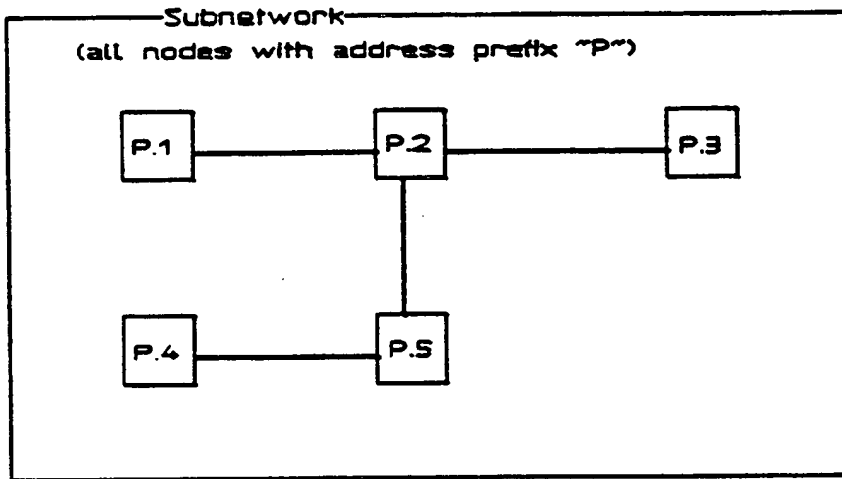 Subnetwork
(all nodes with address prefix "P")
P.1 P.2 P.3
P.4 P.5